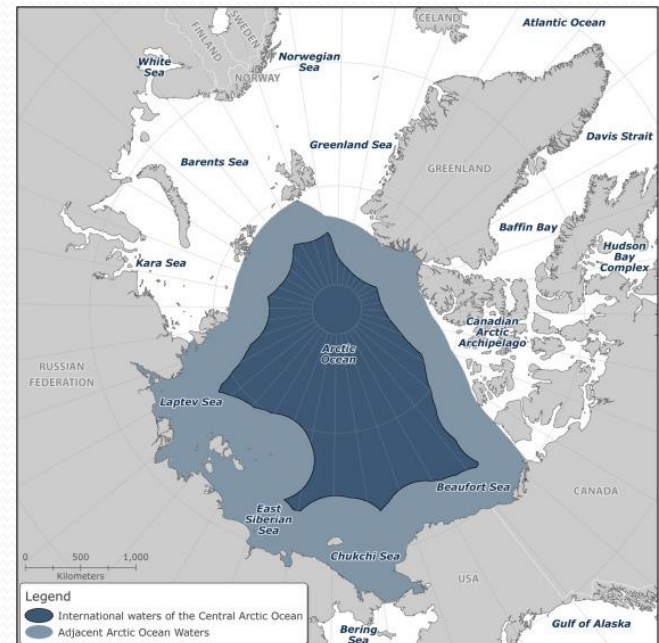 ICELAND
Atlantic Ocean
SWEDEN
FINLAND
White
Sea
Norwegian
Sea
NORWAY
Greenland Sea
Davis Strait
Barents Sea
GREENLAND
Baffin Bay
Hudson
Bay
Complex
Kara Sea
Canadian
Arctic
Archipelago
Arctic
Ocean
RUSSIAN
FEDERATION
Laptev Sea
Beaufort Sea
CANADA
East
Siberian
Sea
Chukchi Sea
0 500 1,000
Kilometers
USA
Legend
International waters of the Central Arctic Ocean
Adjacent Arctic Ocean Waters
Bering
Sea
Gulf of Alaska